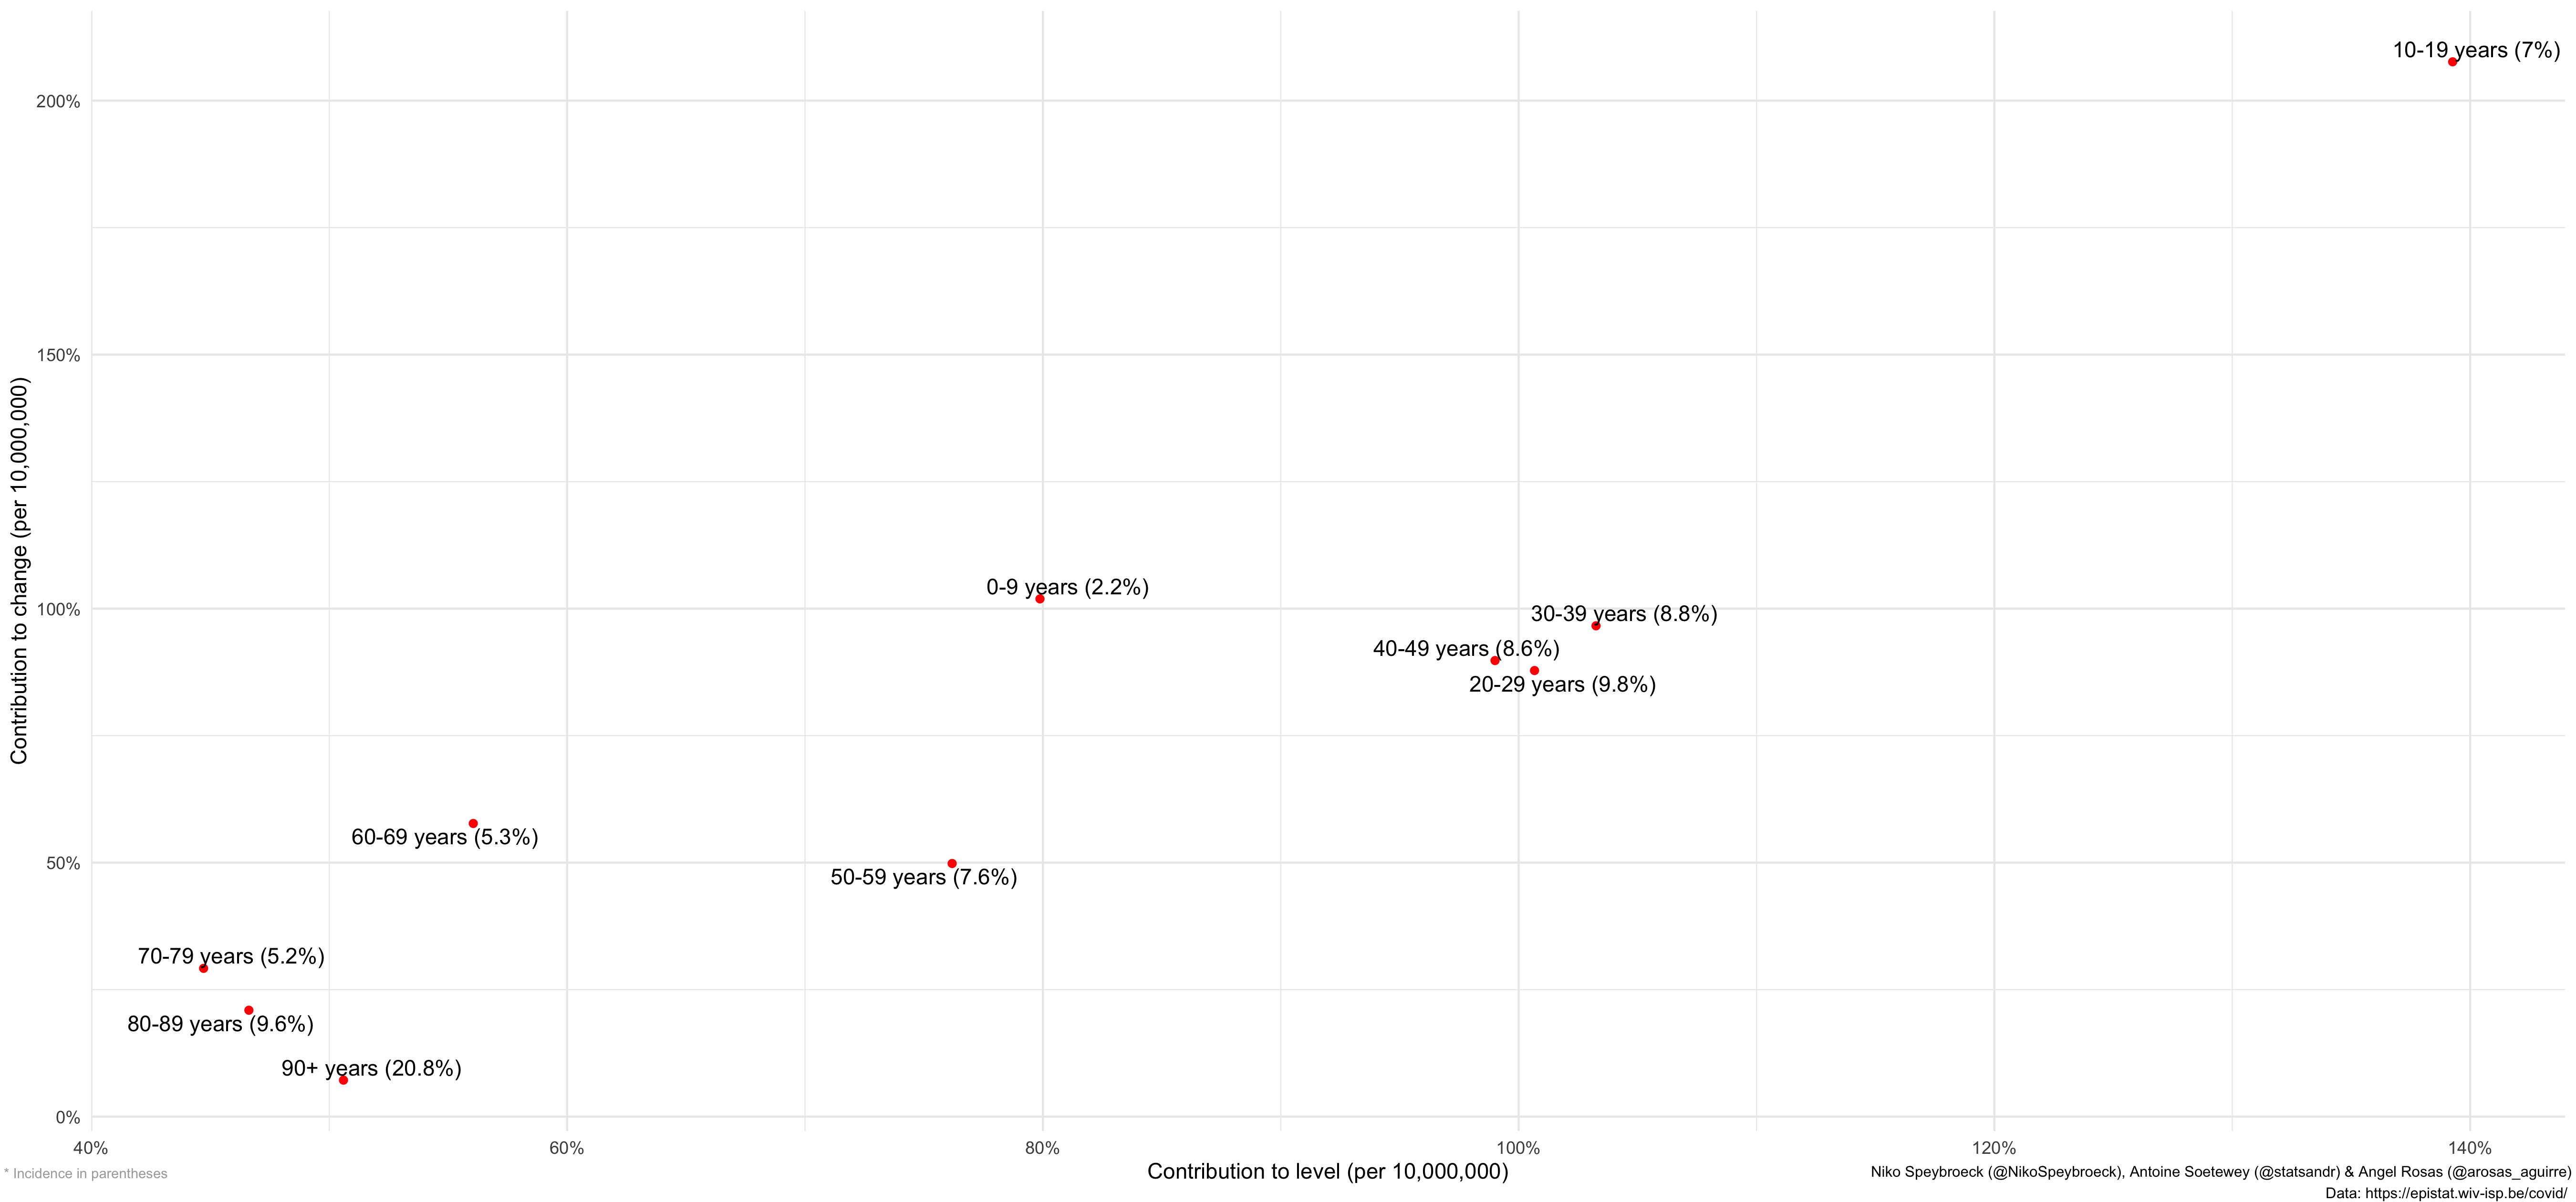 10-19 years (7%)
200%
150%
Contribution to change (per 10,000,000)
0-9 years (2.2%)
100%
30-39 years (8.8%)
40-49 years (8.6%)
20-29 years (9.8%)
60-69 years (5.3%)
50%
50-59 years (7.6%)
70-79 years (5.2%)
80-89 years (9.6%)
90+ years (20.8%)
0%
40%
60%
80%
100%
120%
140%
* Incidence in parentheses
Contribution to level (per 10,000,000)
Niko Speybroeck (@NikoSpeybroeck), Antoine Soetewey (@statsandr) & Angel Rosas (@arosas_aguirre)
Data: https://epistat.wiv-isp.be/covid/